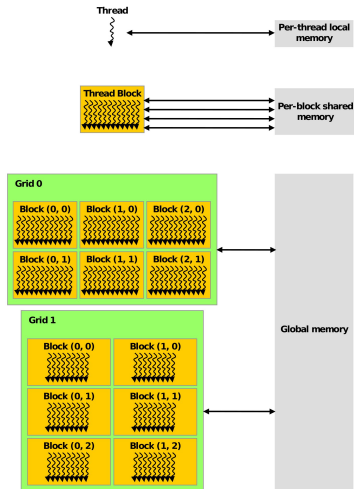 Thread
Per-thread local
memory
Thread Block
Per-block shared
memory
Grid 0
Block (0, 0) Block (1, 0) Block (2, 0)
Block (0, 1) Block (1, 1) Block (2, 1)
Global memory
Grid 1
Block (0, 0) Block (1, 0)
Block (0, 1) Block (1, 1)
Block (0, 2) Block (1, 2)